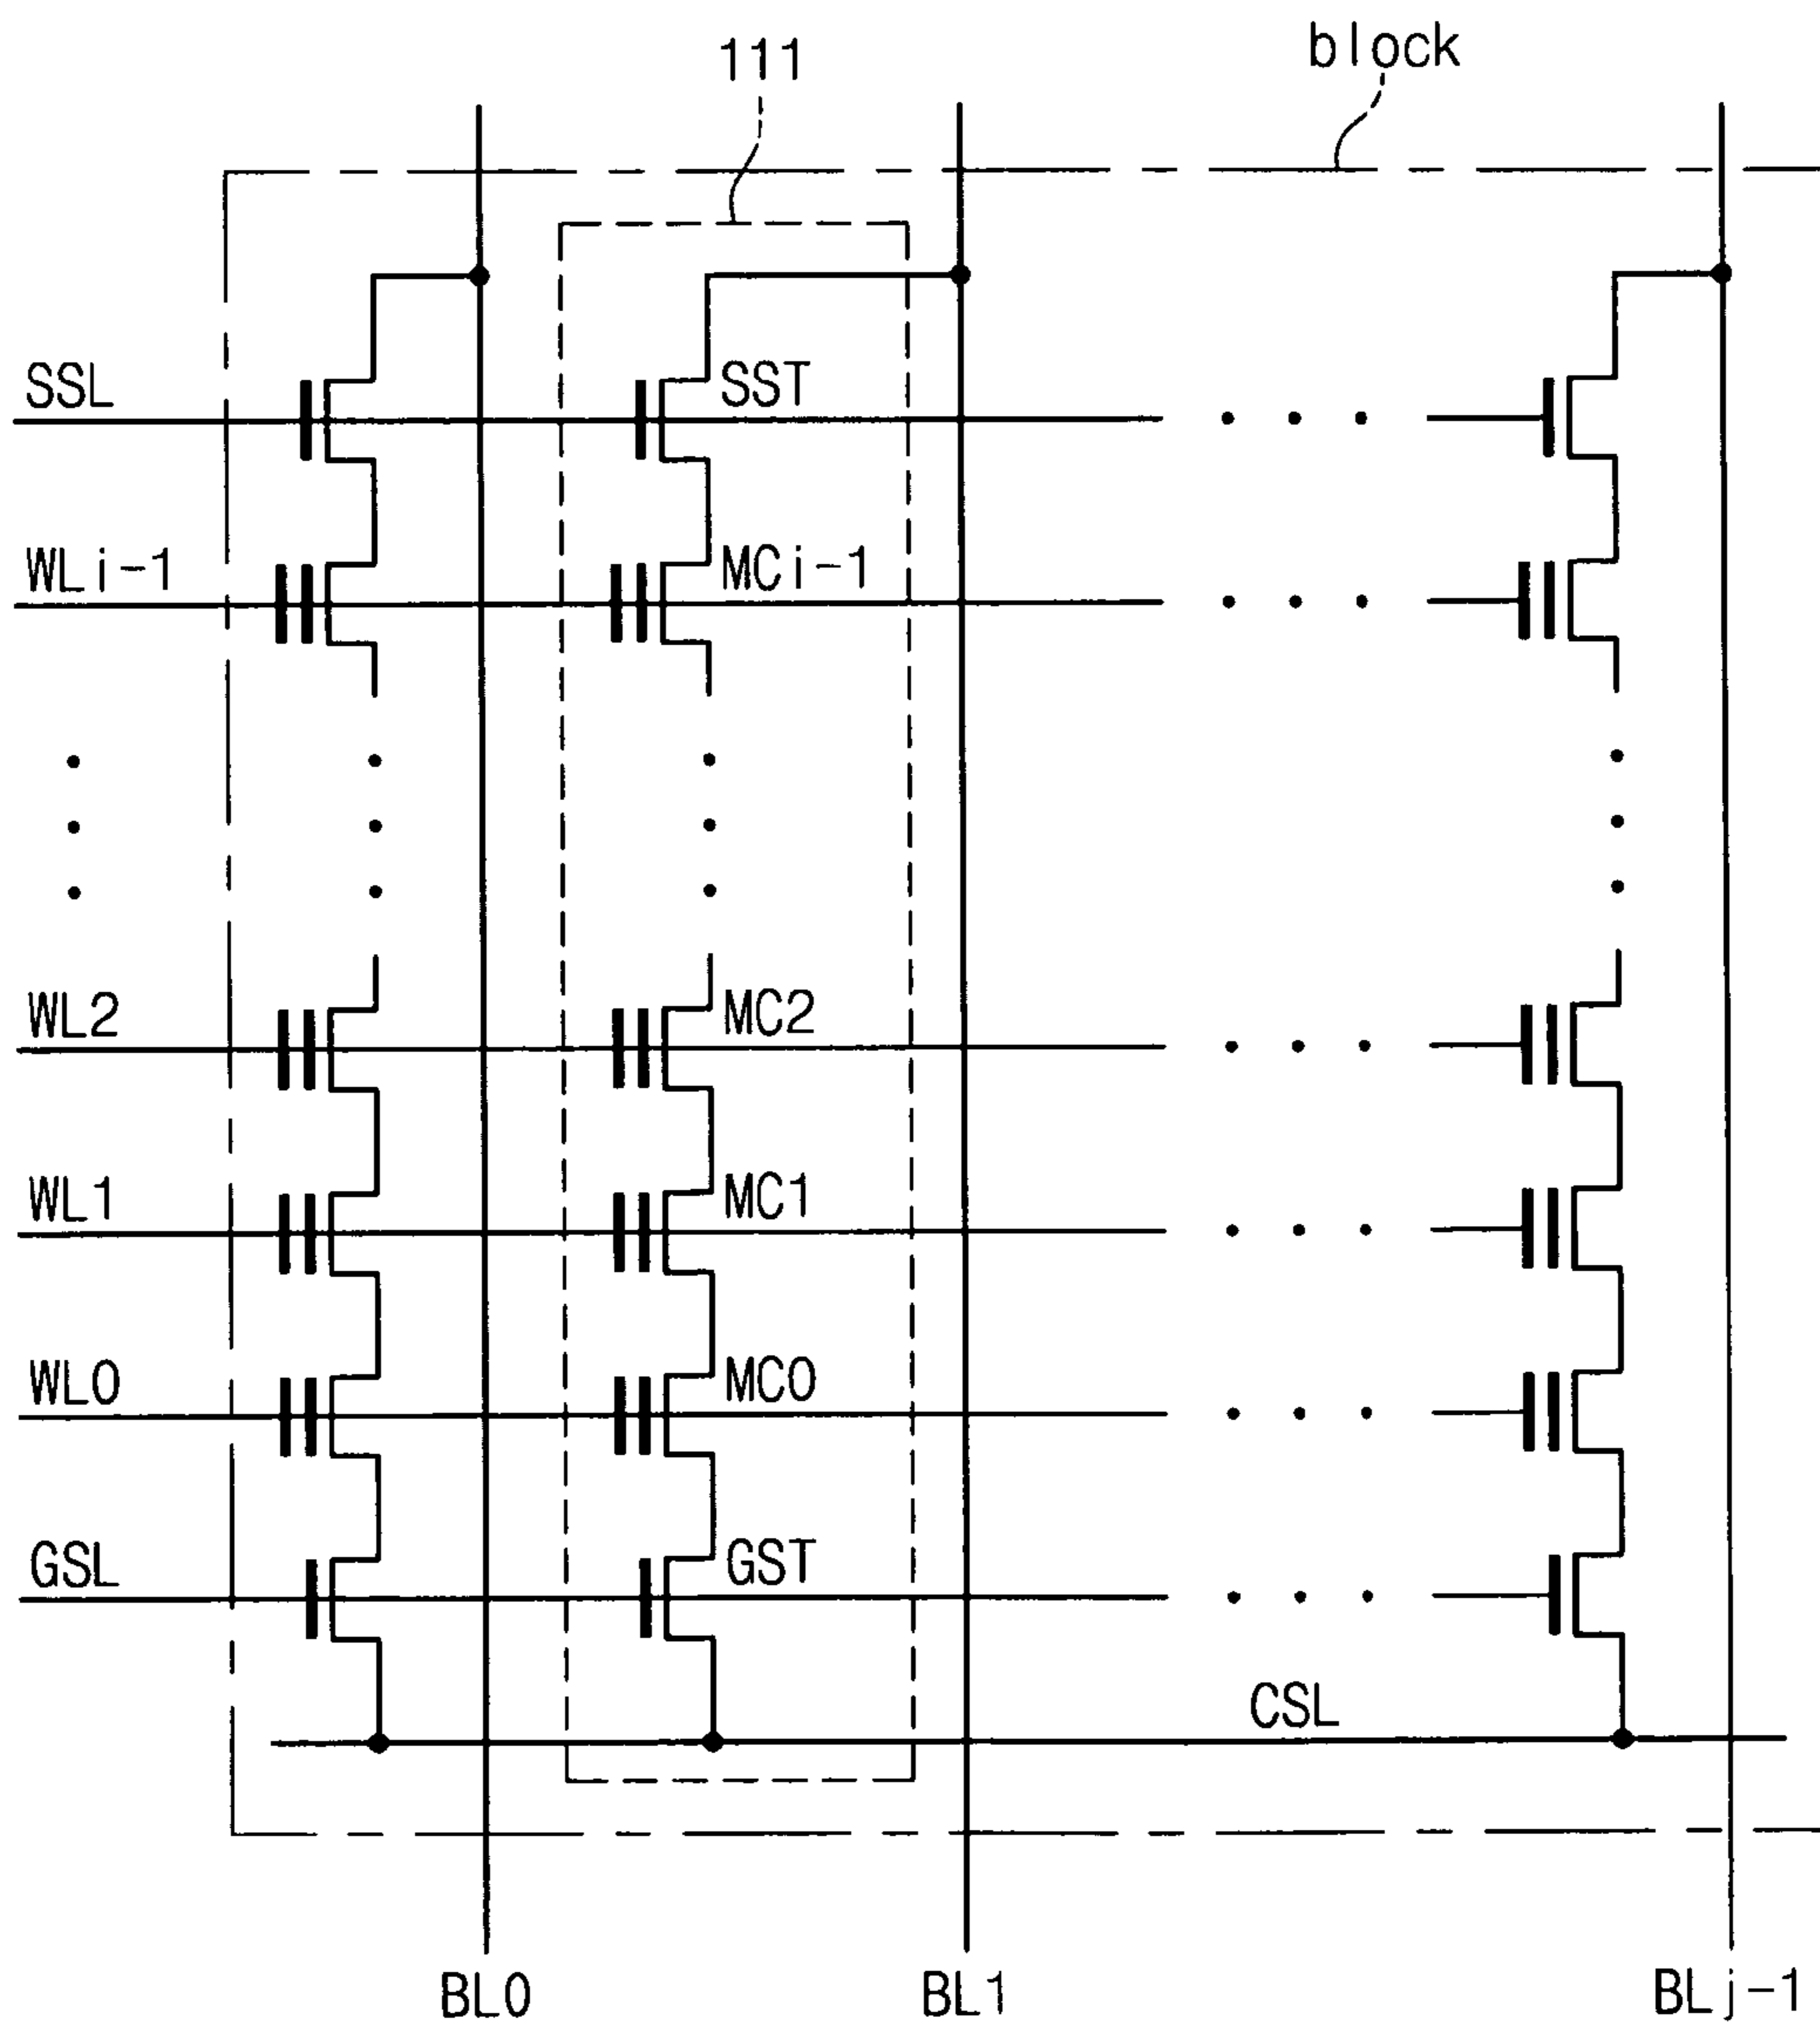 111
block
SSL
SST
WLi-1
MCi-1
WL2
MC2
WL1
MC1
WL0
MC0
GSL
GST
CSL
BL0
BL1
BLj-1